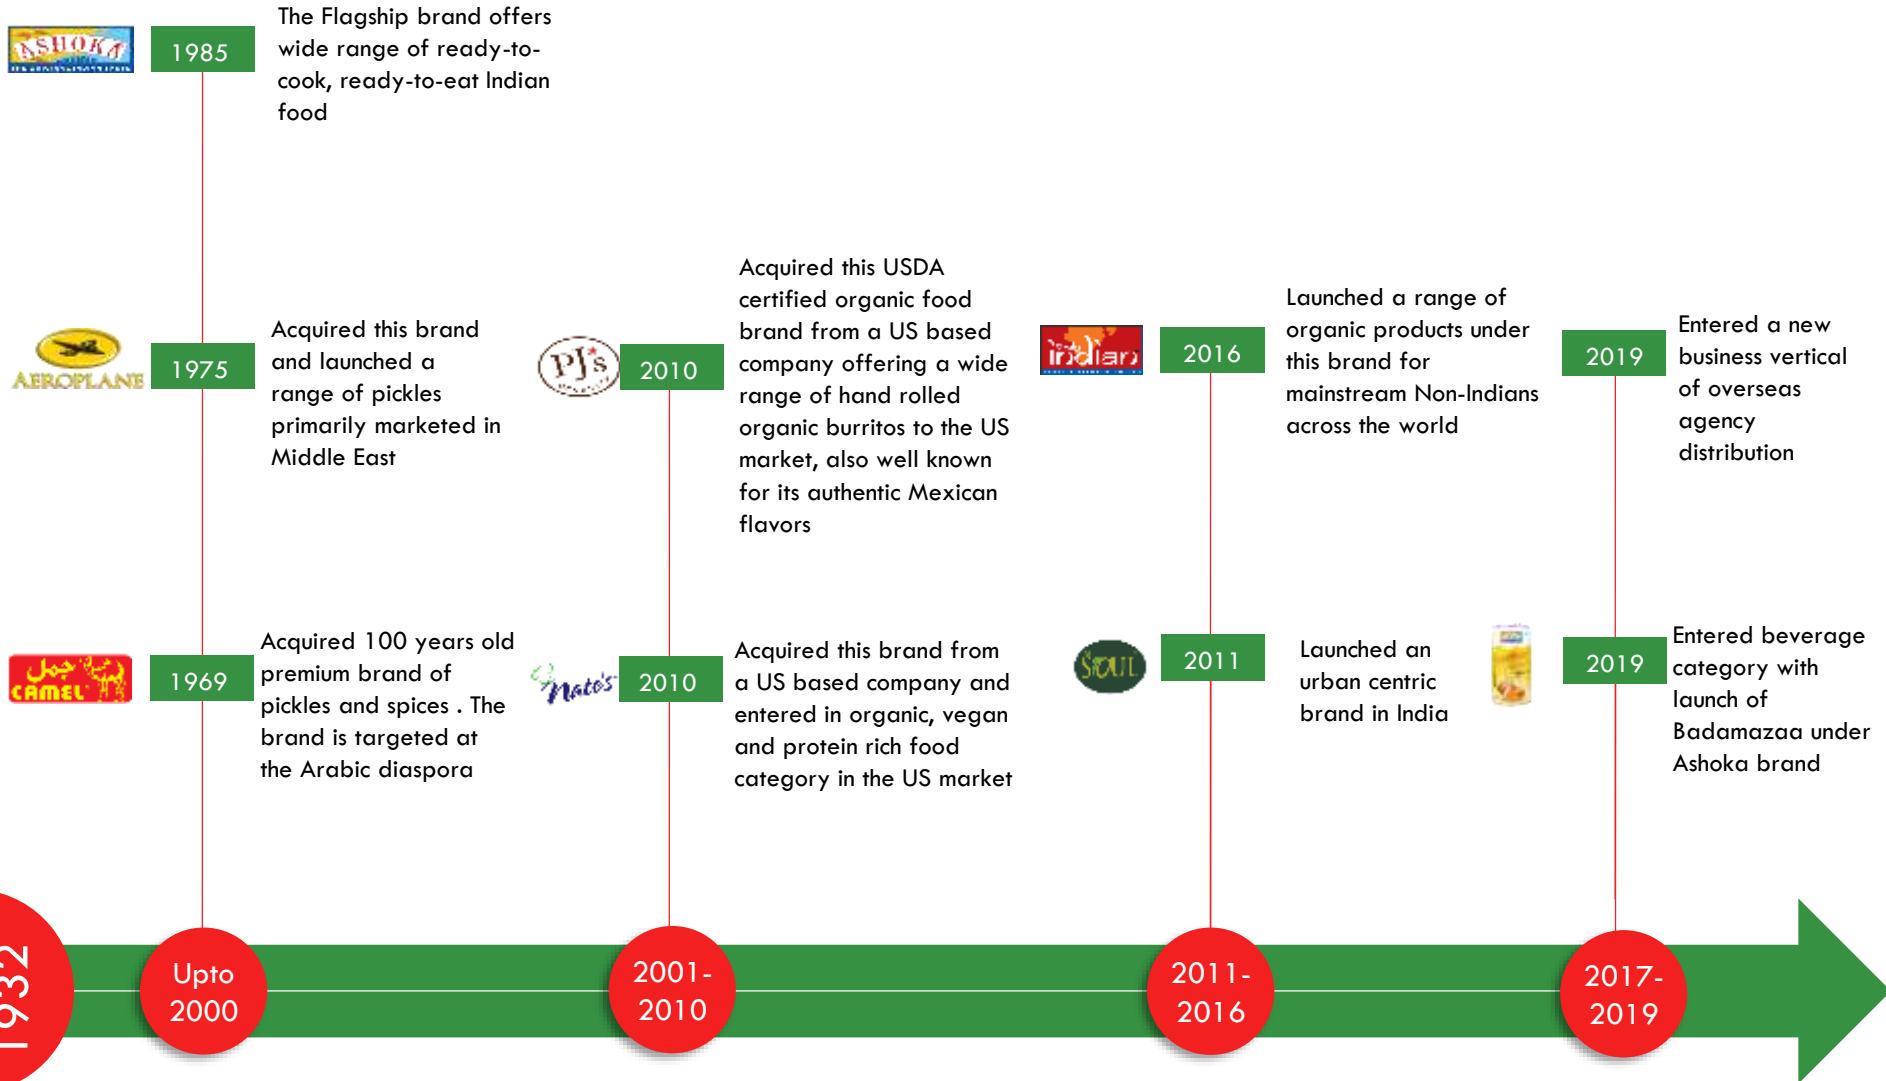 ASHOKA
1985
The Flagship brand offers
wide range of ready-to-
cook, ready-to-eat Indian
food
AEROPLANE
1975
Acquired this brand
and launched a
range of pickles
primarily marketed in
Middle East
جمل
CAMEL
1969
Acquired 100 years old
premium brand of
pickles and spices . The
brand is targeted at
the Arabic diaspora
PJ's
2010
Acquired this USDA
certified organic food
brand from a US based
company offering a wide
range of hand rolled
organic burritos to the US
market, also well known
for its authentic Mexican
flavors
Nate's
2010
Acquired this brand from
a US based company and
entered in organic, vegan
and protein rich food
category in the US market
indian
2016
Launched a range of
organic products under
this brand for
mainstream Non-Indians
across the world
SOUL
2011
Launched an
urban centric
brand in India
2019
Entered a new
business vertical
of overseas
agency
distribution
2019
Entered beverage
category with
launch of
Badamazaa under
Ashoka brand
1932
Upto
2000
2001-
2010
2011-
2016
2017-
2019